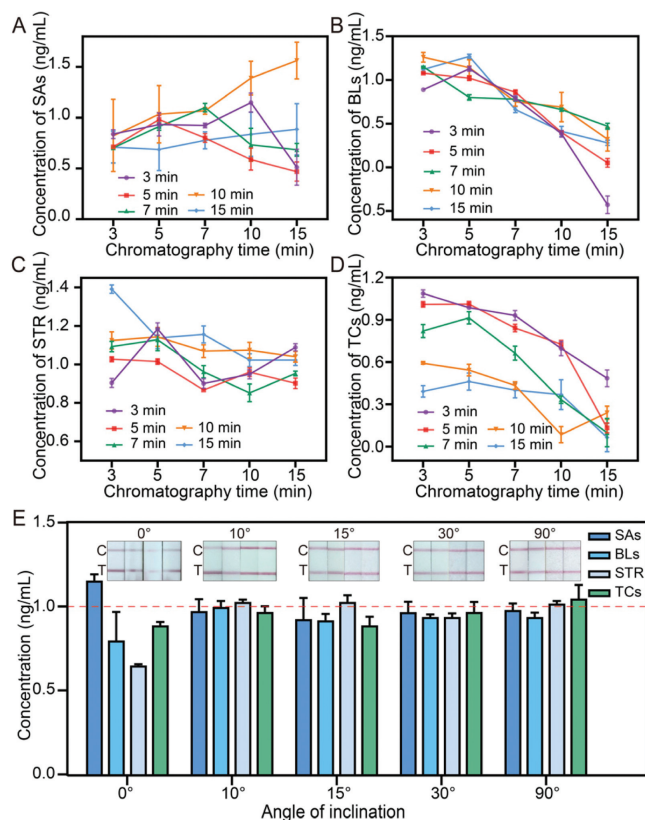 A
Concentration of SAs (ng/mL)
2.0
1.5
1.0
0.5
0.0
3 min
5 min
7 min
10 min
15 min
3 5 7 10 15
Chromatography time (min)
B
Concentration of BLs (ng/mL)
1.5
1.0
0.5
0.0
0.5
3 min
5 min
7 min
10 min
15 min
3 5 7 10 15
Chromatography time (min)
C
Concentration of STR (ng/mL)
1.4
1.2
1.0
0.8
0.6
3 min
5 min
7 min
10 min
15 min
3 5 7 10 15
Chromatography time (min)
D
Concentration of TCs (ng/mL)
1.2
0.9
0.6
0.3
0.0
3 min
5 min
7 min
10 min
15 min
3 5 7 10 15
Chromatography time (min)
E
Concentration (ng/mL)
1.5
1.0
0.5
0.0
0° 10° 15° 30° 90°
C C C C C
T T T T T
SAs
BLs
STR
TCs
0° 10° 15° 30° 90°
Angle of inclination